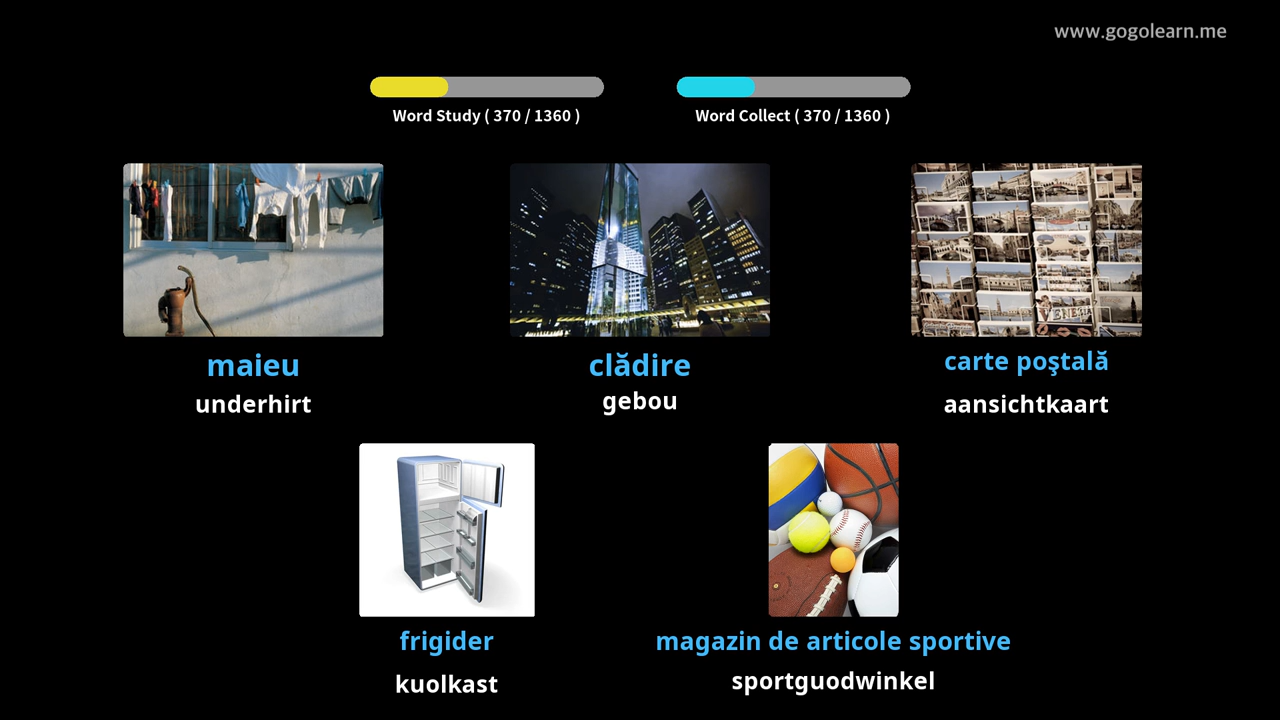 www.gogolearn.me
Word Study ( 370 / 1360 )
Word Collect ( 370 / 1360 )
maieu
underhirt
clădire
gebou
carte poştală
aansichtkaart
VENEZIA
frigider
kuolkast
magazin de articole sportive
sportguodwinkel